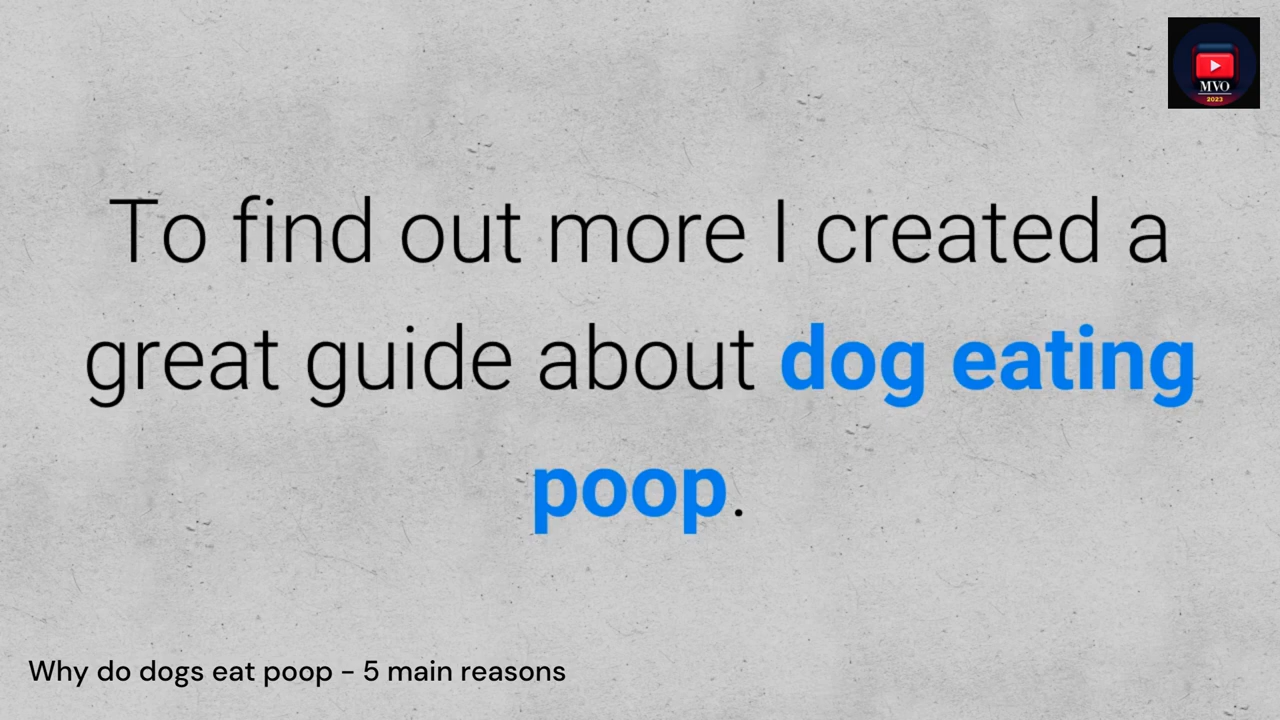 MVO
2023
To find out more I created a
great guide about dog eating
poop.
Why do dogs eat poop - 5 main reasons